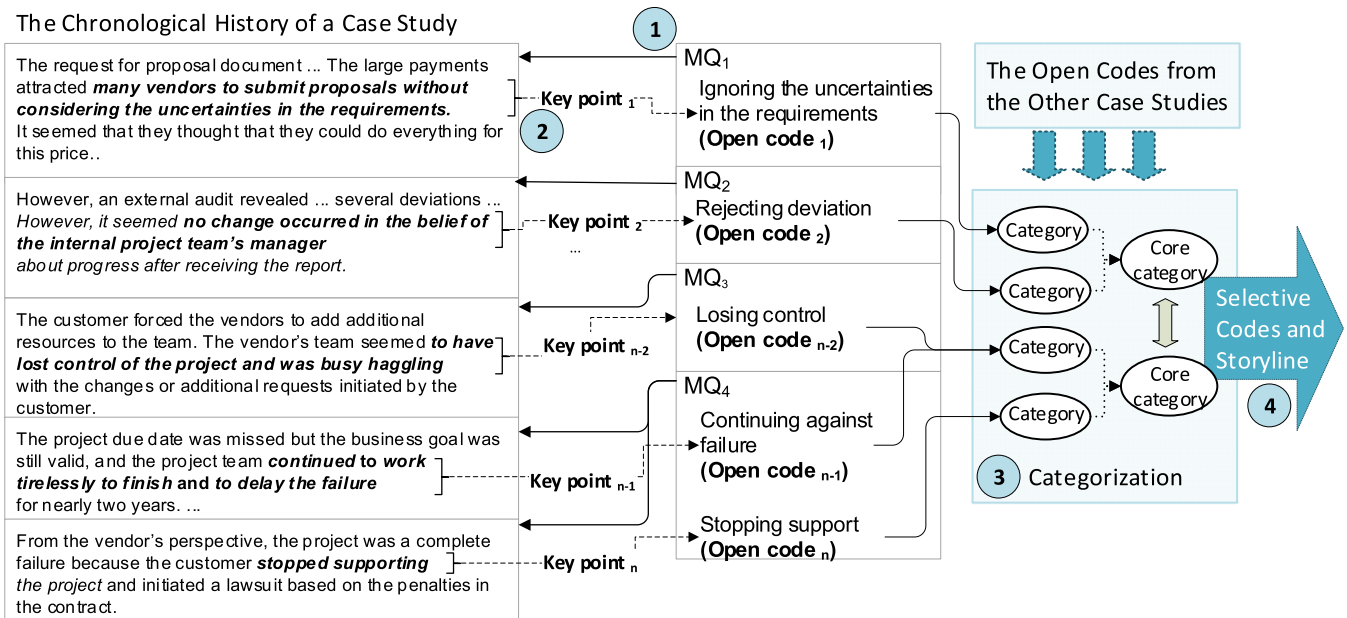 The Chronological History of a Case Study
The request for proposal document ... The large payments
attracted many vendors to submit proposals without
considering the uncertainties in the requirements.
It seemed that they thought that they could do everything for
this price..
However, an external audit revealed ... several deviations ...
However, it seemed no change occurred in the belief of
the internal project team's manager
about progress after receiving the report.
The customer forced the vendors to add additional
resources to the team. The vendor's team seemed to have
lost control of the project and was busy haggling
with the changes or additional requests initiated by the
customer.
The project due date was missed but the business goal was
still valid, and the project team continued to work
tirelessly to finish and to delay the failure
for nearly two years. ...
From the vendor's perspective, the project was a complete
failure because the customer stopped supporting
the project and initiated a lawsuit based on the penalties in
the contract.
1
2
Key point 1
Key point 2
...
Key point n-2
Key point n-1
Key point n
MQ1
Ignoring the uncertainties
in the requirements
(Open code 1)
MQ2
Rejecting deviation
(Open code 2)
MQ3
Losing control
(Open code n-2)
MQ4
Continuing against
failure
(Open code n-1)
Stopping support
(Open code n)
The Open Codes from
the Other Case Studies
Category
Category
Category
Category
Core
category
Core
category
3
Categorization
Selective
Codes and
Storyline
4